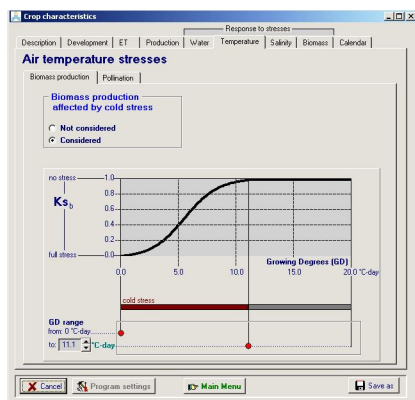 Crop characteristics
Response to stresses
Description Development ET Production Water Temperature Salinity Biomass Calendar
Air temperature stresses
Biomass production Pollination
Biomass production
affected by cold stress
Not considered
Considered
no stress 1.0
0.8
Ksb 0.6
0.4
0.2
full stress 0.0
Growing Degrees (GD)
0.0 5.0 10.0 15.0 20.0 °C-day
cold stress
GD range
from: 0 °C-day
to: 11.1 °C-day
Cancel Program settings Main Menu Save as